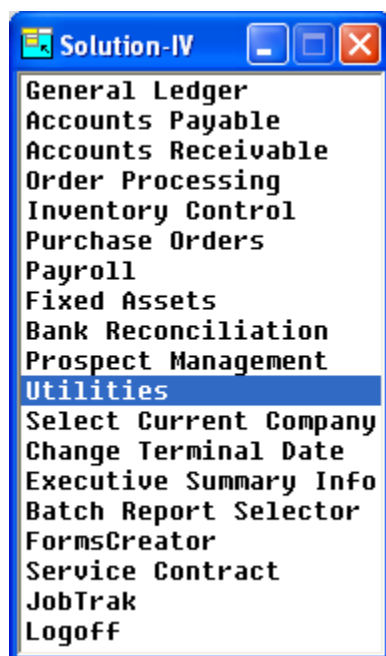 Solution-IV
General Ledger
Accounts Payable
Accounts Receivable
Order Processing
Inventory Control
Purchase Orders
Payroll
Fixed Assets
Bank Reconciliation
Prospect Management
Utilities
Select Current Company
Change Terminal Date
Executive Summary Info
Batch Report Selector
FormsCreator
Service Contract
JobTrak
Logoff